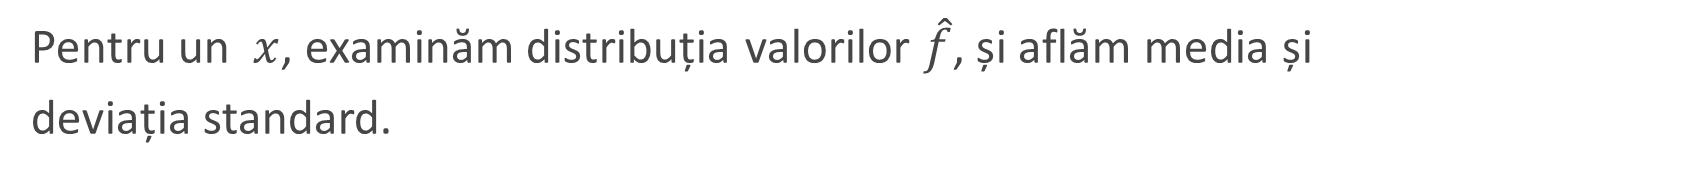 Pentru un x, examinăm distribuția valorilor f̂, și aflăm media și
deviația standard.